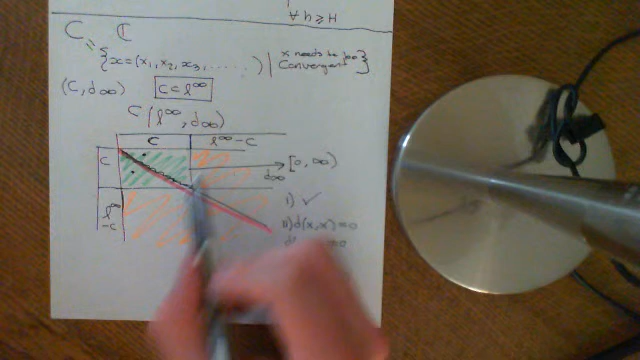 ∀ h ≤ H
C, ℂ
= {x = (x₁, x₂, x₃, ......) | x needs to be Convergent}
(C, d∞) C ⊂ l^∞
C (l^∞, d∞)
C l^∞ - C
C → [0, ∞)
d∞
l^∞ - C
i) ✓
ii) d(x,x) = 0